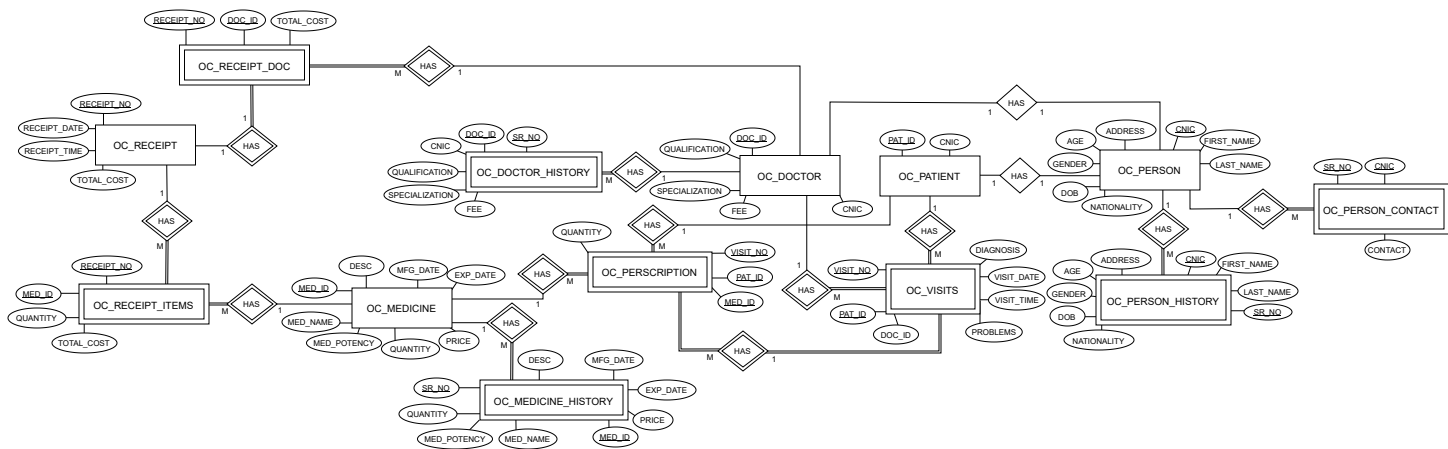 RECEIPT_NO
DOC_ID
TOTAL_COST
OC_RECEIPT_DOC
M
HAS
1
1
HAS
1
RECEIPT_NO
RECEIPT_DATE
RECEIPT_TIME
OC_RECEIPT
TOTAL_COST
1
HAS
M
RECEIPT_NO
MED_ID
QUANTITY
TOTAL_COST
OC_RECEIPT_ITEMS
M
HAS
1
CNIC
DOC_ID
SR_NO
QUALIFICATION
SPECIALIZATION
FEE
OC_DOCTOR_HISTORY
M
HAS
1
QUALIFICATION
DOC_ID
OC_DOCTOR
SPECIALIZATION
FEE
CNIC
1
HAS
1
PAT_ID
CNIC
OC_PATIENT
1
HAS
1
ADDRESS
CNIC
AGE
FIRST_NAME
GENDER
LAST_NAME
OC_PERSON
DOB
NATIONALITY
1
HAS
M
SR_NO
CNIC
OC_PERSON_CONTACT
CONTACT
1
HAS
M
ADDRESS
CNIC
FIRST_NAME
AGE
GENDER
LAST_NAME
OC_PERSON_HISTORY
DOB
SR_NO
NATIONALITY
QUANTITY
M
HAS
1
OC_PERSCRIPTION
VISIT_NO
PAT_ID
MED_ID
1
HAS
M
1
HAS
M
DIAGNOSIS
VISIT_NO
VISIT_DATE
OC_VISITS
VISIT_TIME
PAT_ID
DOC_ID
PROBLEMS
M
HAS
1
DESC
MFG_DATE
EXP_DATE
MED_ID
OC_MEDICINE
MED_NAME
MED_POTENCY
QUANTITY
PRICE
1
HAS
M
1
HAS
M
DESC
MFG_DATE
SR_NO
EXP_DATE
OC_MEDICINE_HISTORY
QUANTITY
PRICE
MED_POTENCY
MED_NAME
MED_ID